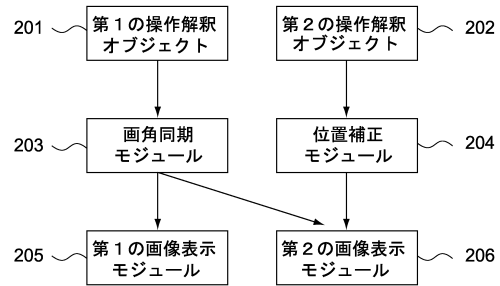 201
第1の操作解釈
オブジェクト
第2の操作解釈
オブジェクト
202
203
画角同期
モジュール
位置補正
モジュール
204
205
第1の画像表示
モジュール
第2の画像表示
モジュール
206